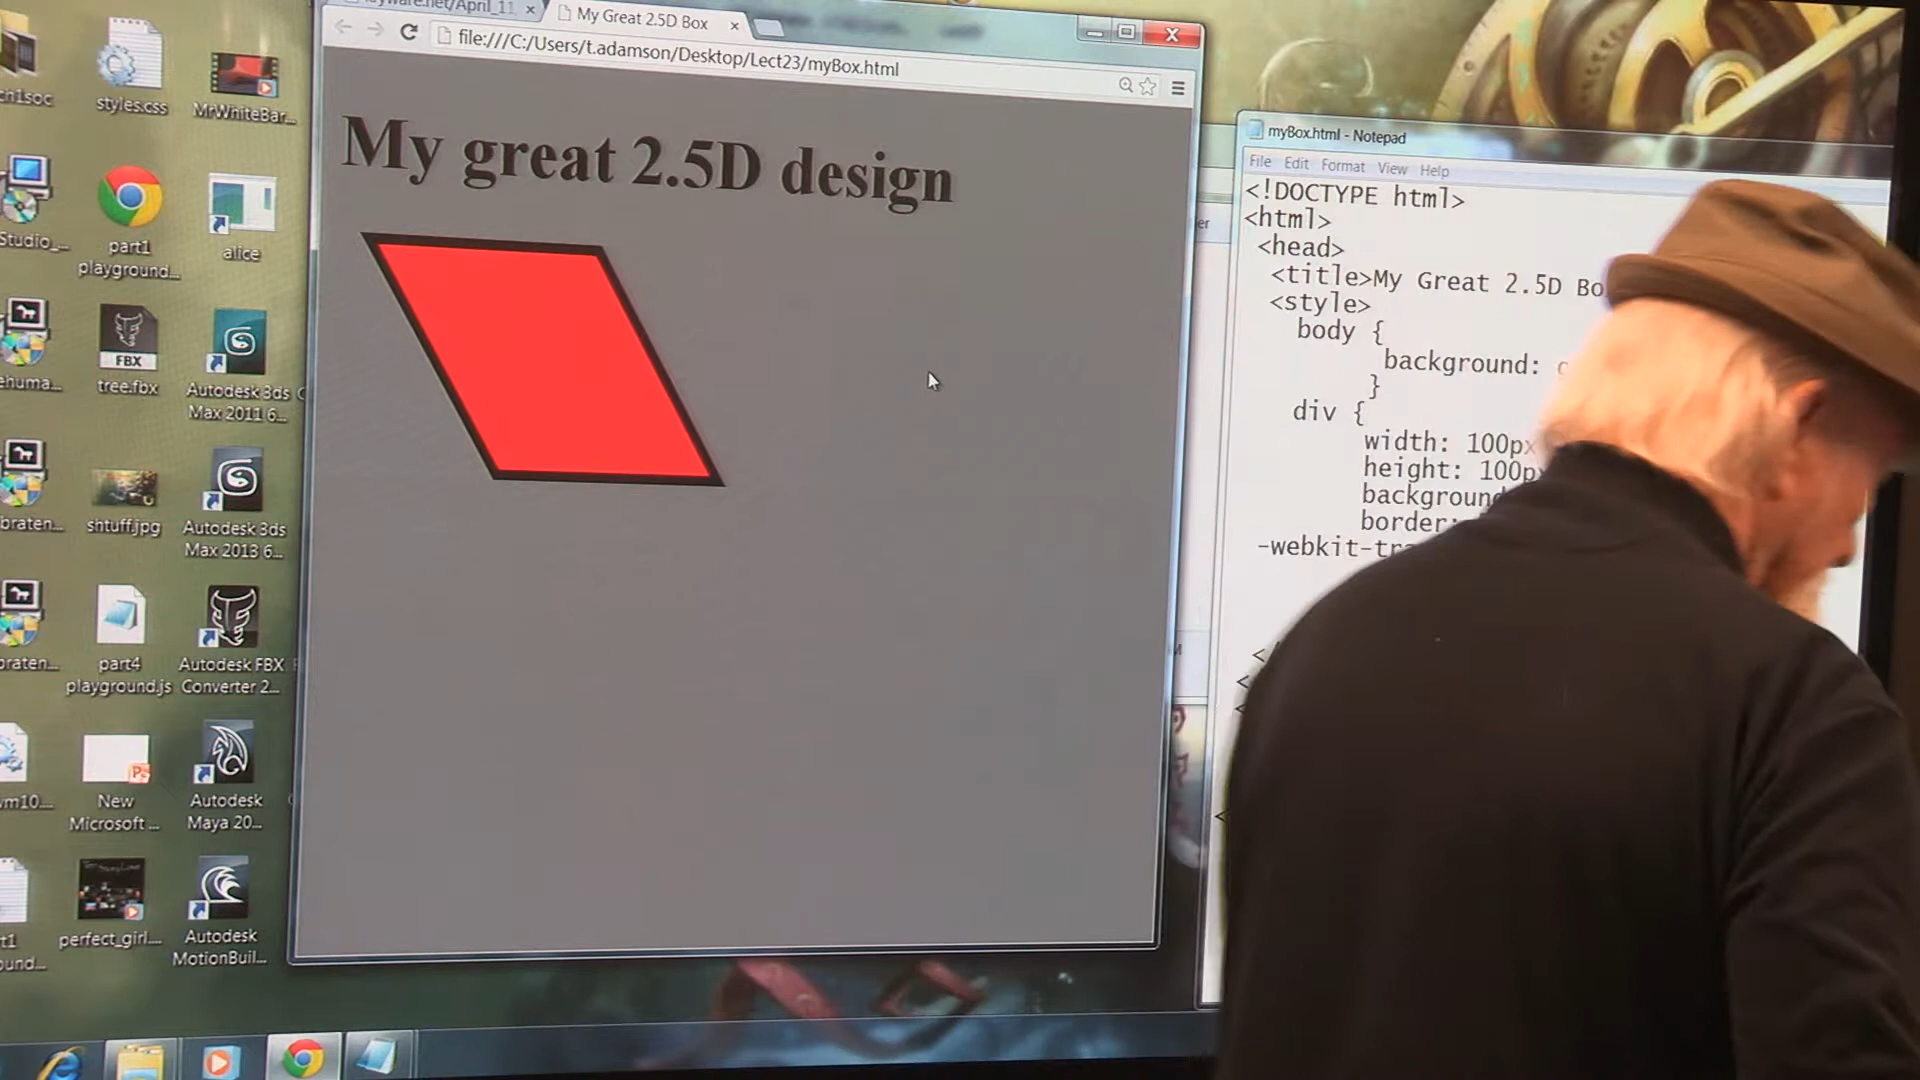 My Great 2.5D Box
file:///C:/Users/t.adamson/Desktop/Lect23/myBox.html
My great 2.5D design
styles.css
MrWhiteBar...
part1
playground...
alice
FBX
tree.fbx
Autodesk 3ds
Max 2011 6...
shtuff.jpg
Autodesk 3ds
Max 2013 6...
part4
playground.js
Autodesk FBX
Converter 2...
New
Microsoft ...
Autodesk
Maya 20...
perfect_girl....
Autodesk
MotionBuil...
myBox.html - Notepad
File Edit Format View Help
<!DOCTYPE html>
<html>
<head>
<title>My Great 2.5D Bo
<style>
body {
background:
}
div {
width: 100px
height: 100p
background
border:
-webkit-tra